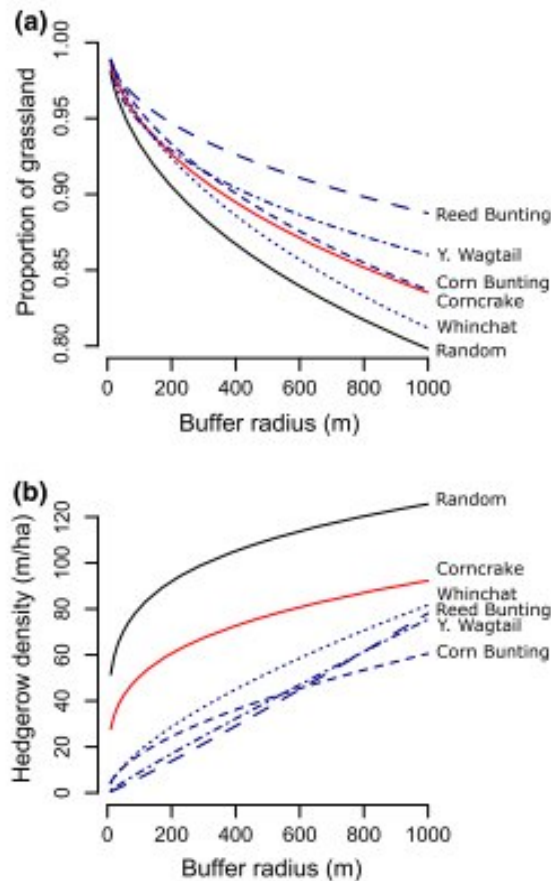 (a)
Proportion of grassland
1.00
0.95
0.90
0.85
0.80
Reed Bunting
Y. Wagtail
Corn Bunting
Corncrake
Whinchat
Random
0 200 400 600 800 1000
Buffer radius (m)
(b)
Hedgerow density (m/ha)
120
100
80
60
40
20
0
Random
Corncrake
Whinchat
Reed Bunting
Y. Wagtail
Corn Bunting
0 200 400 600 800 1000
Buffer radius (m)